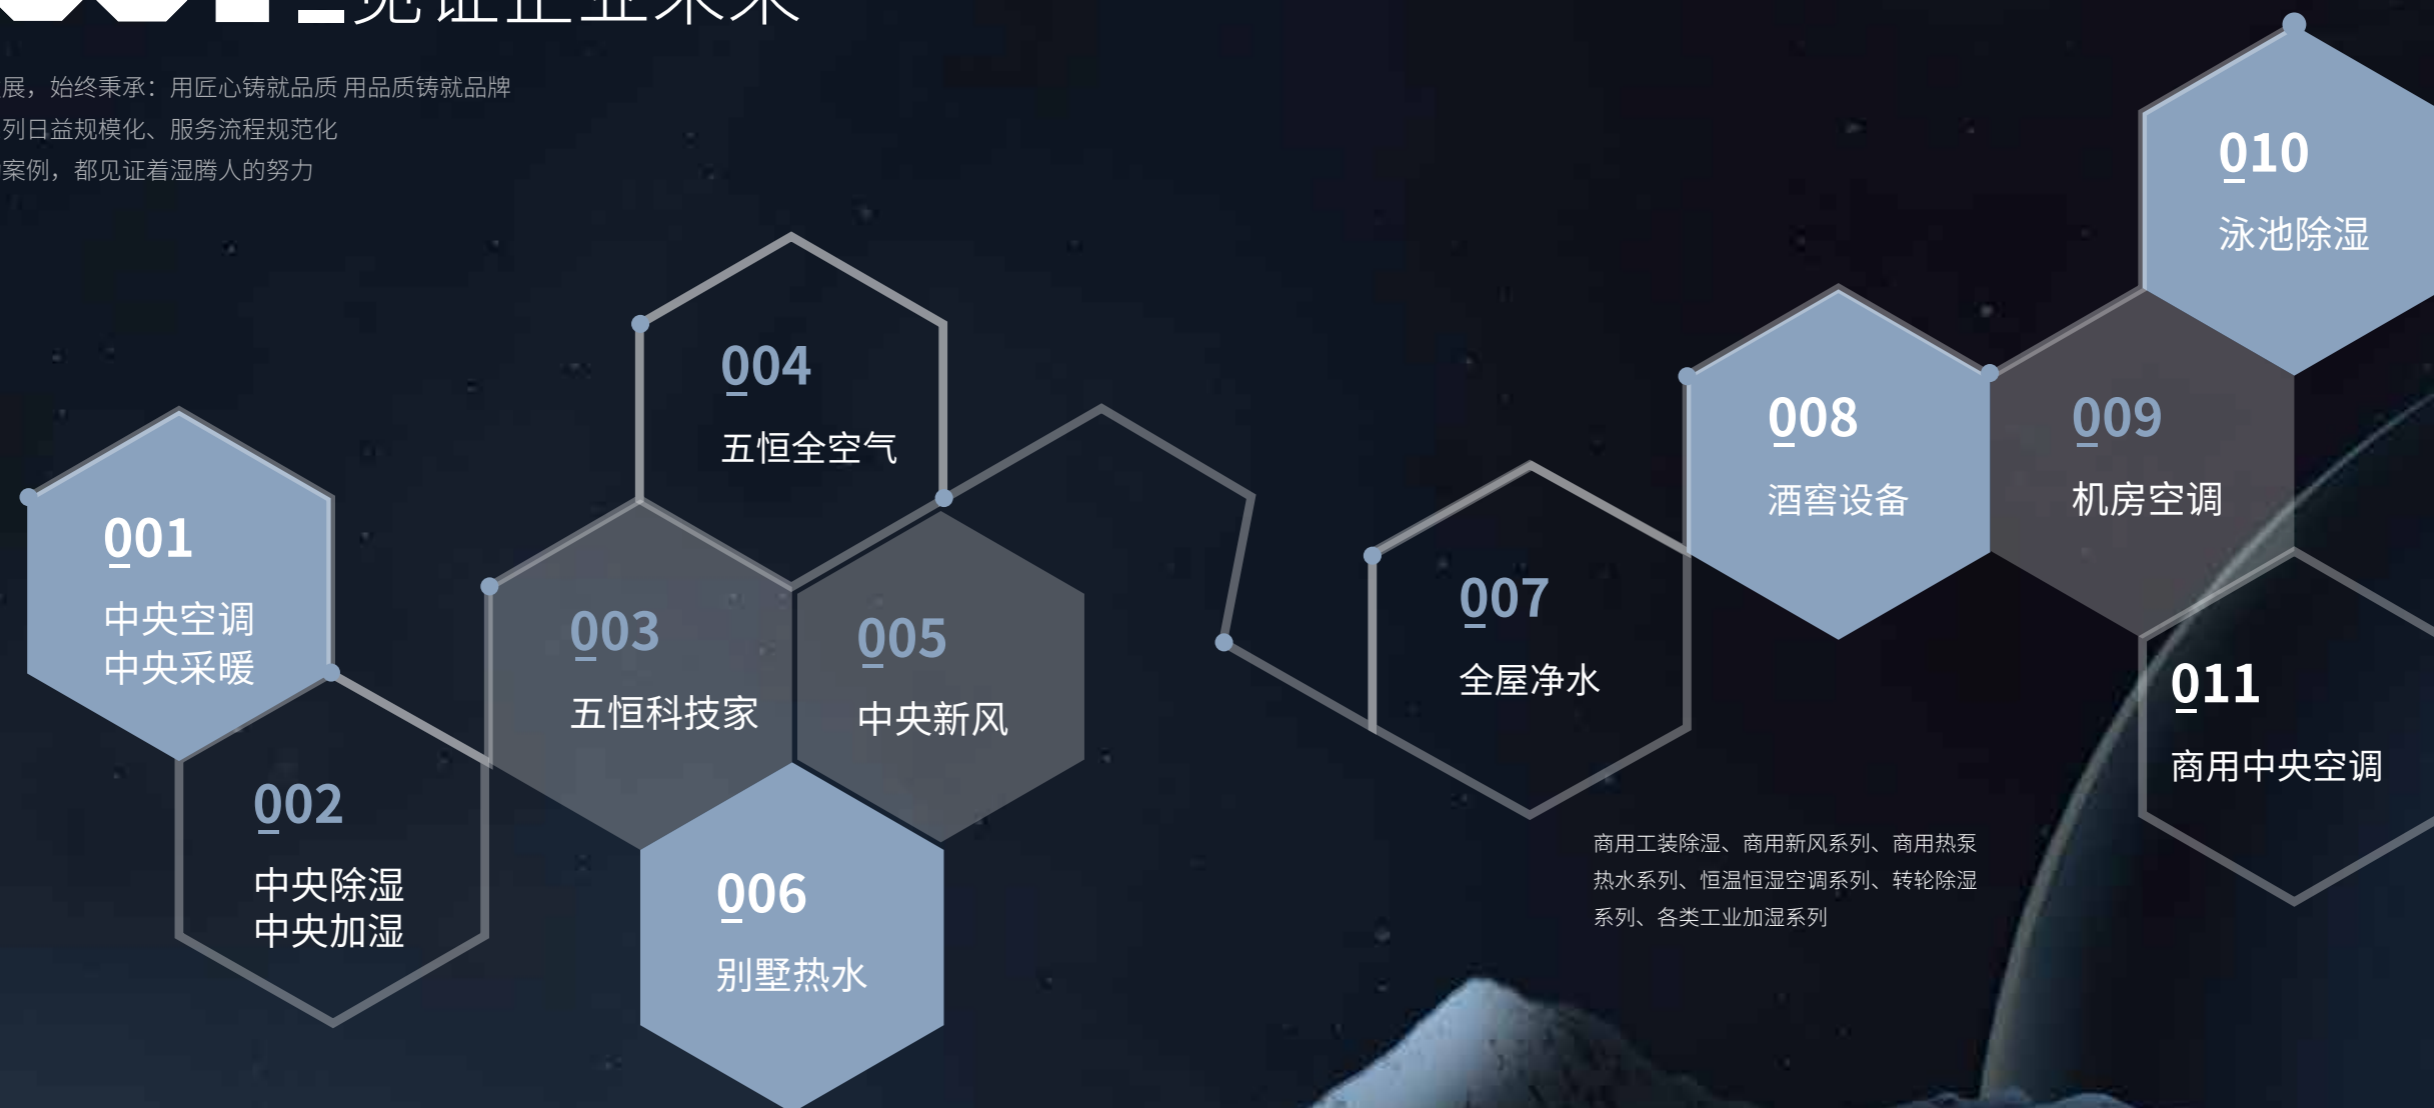 见证企业未来
展，始终秉承：用匠心铸就品质 用品质铸就品牌
列日益规模化、服务流程规范化
案例，都见证着湿腾人的努力
001
中央空调
中央采暖
002
中央除湿
中央加湿
003
五恒科技家
004
五恒全空气
005
中央新风
006
别墅热水
007
全屋净水
008
酒窖设备
009
机房空调
010
泳池除湿
011
商用中央空调
商用工装除湿、商用新风系列、商用热泵
热水系列、恒温恒湿空调系列、转轮除湿
系列、各类工业加湿系列